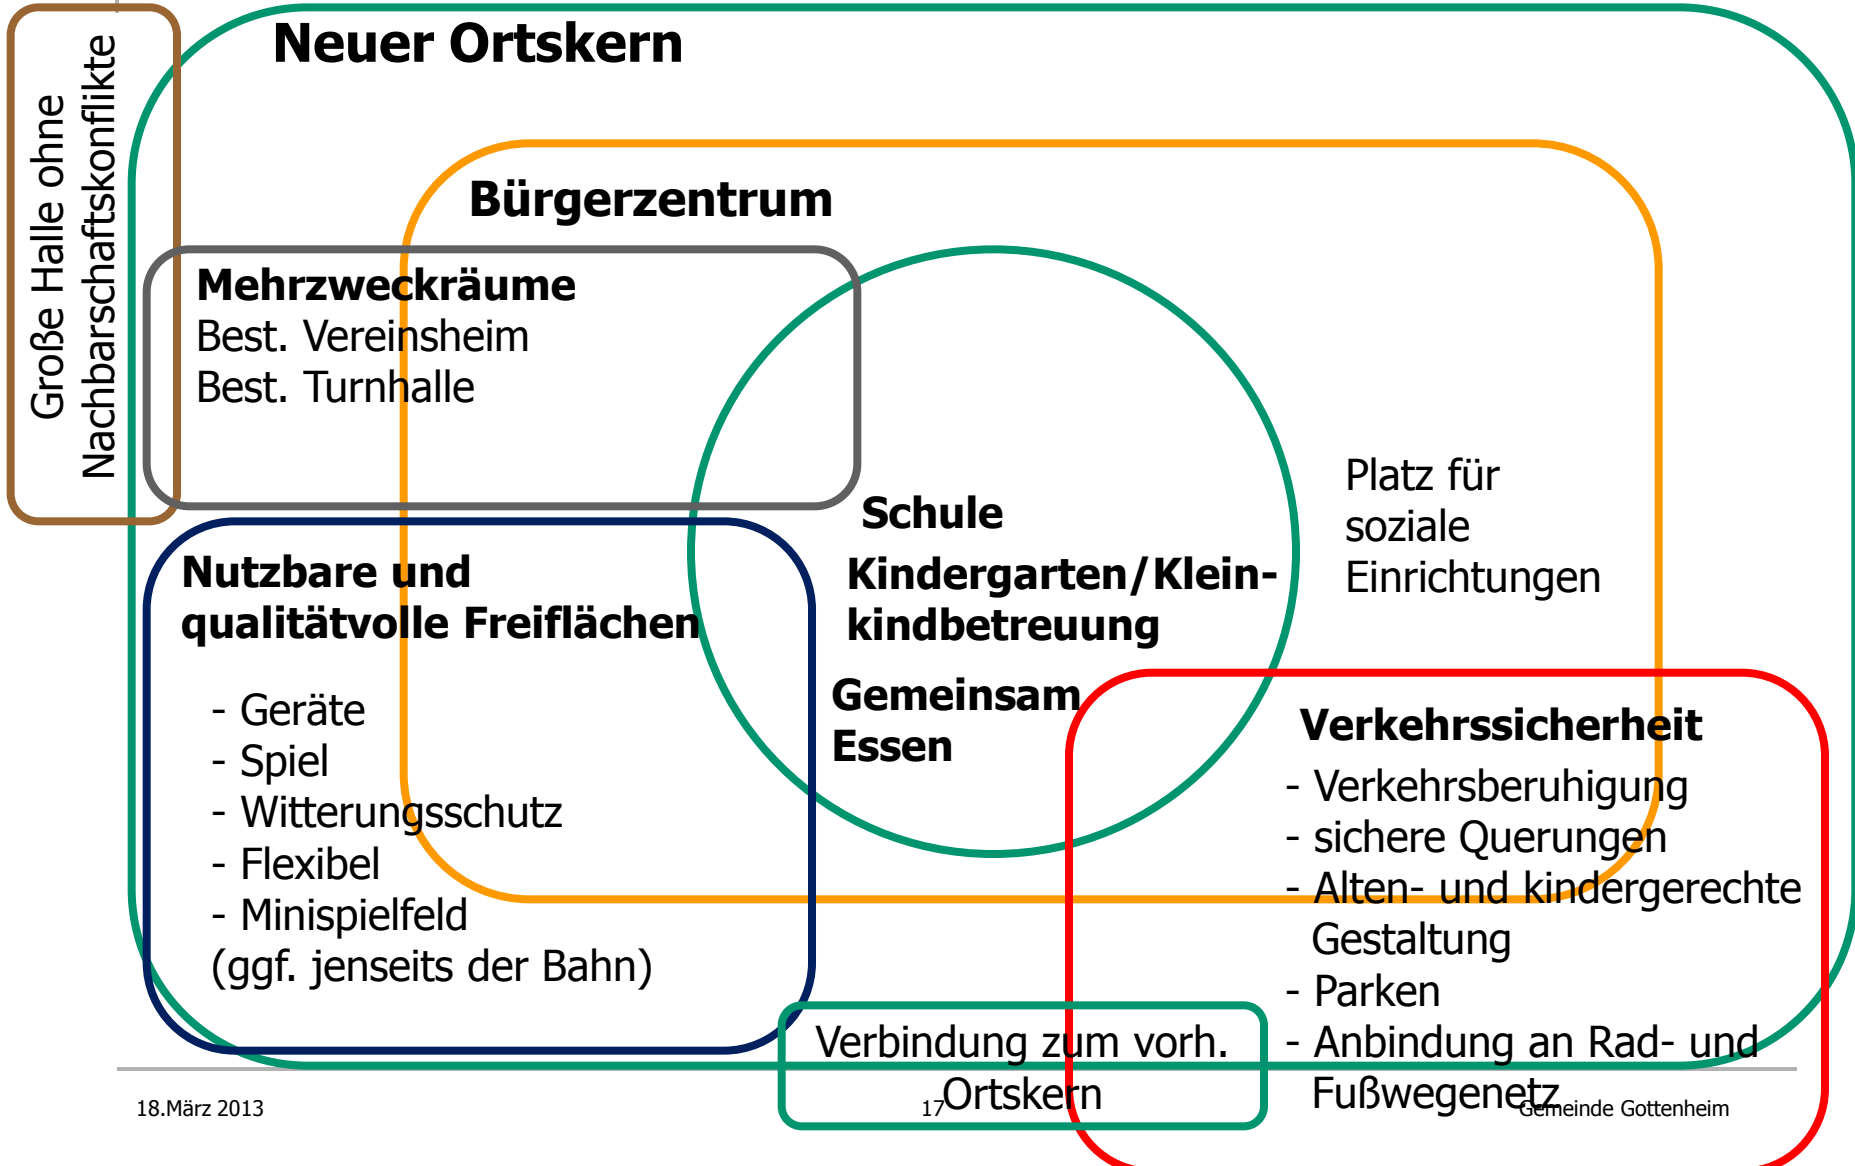 Neuer Ortskern
Große Halle ohne
Nachbarschaftskonflikte
Bürgerzentrum
Mehrzweckräume
Best. Vereinsheim
Best. Turnhalle
Schule
Kindergarten/Klein-
kindbetreuung
Gemeinsam
Essen
Platz für
soziale
Einrichtungen
Nutzbare und
qualitätvolle Freiflächen
- Geräte
- Spiel
- Witterungsschutz
- Flexibel
- Minispielfeld
(ggf. jenseits der Bahn)
Verkehrssicherheit
- Verkehrsberuhigung
- sichere Querungen
- Alten- und kindergerechte
Gestaltung
- Parken
- Anbindung an Rad- und
Fußwegenetz
Verbindung zum vorh.
Ortskern
18.März 2013
17
Gemeinde Gottenheim